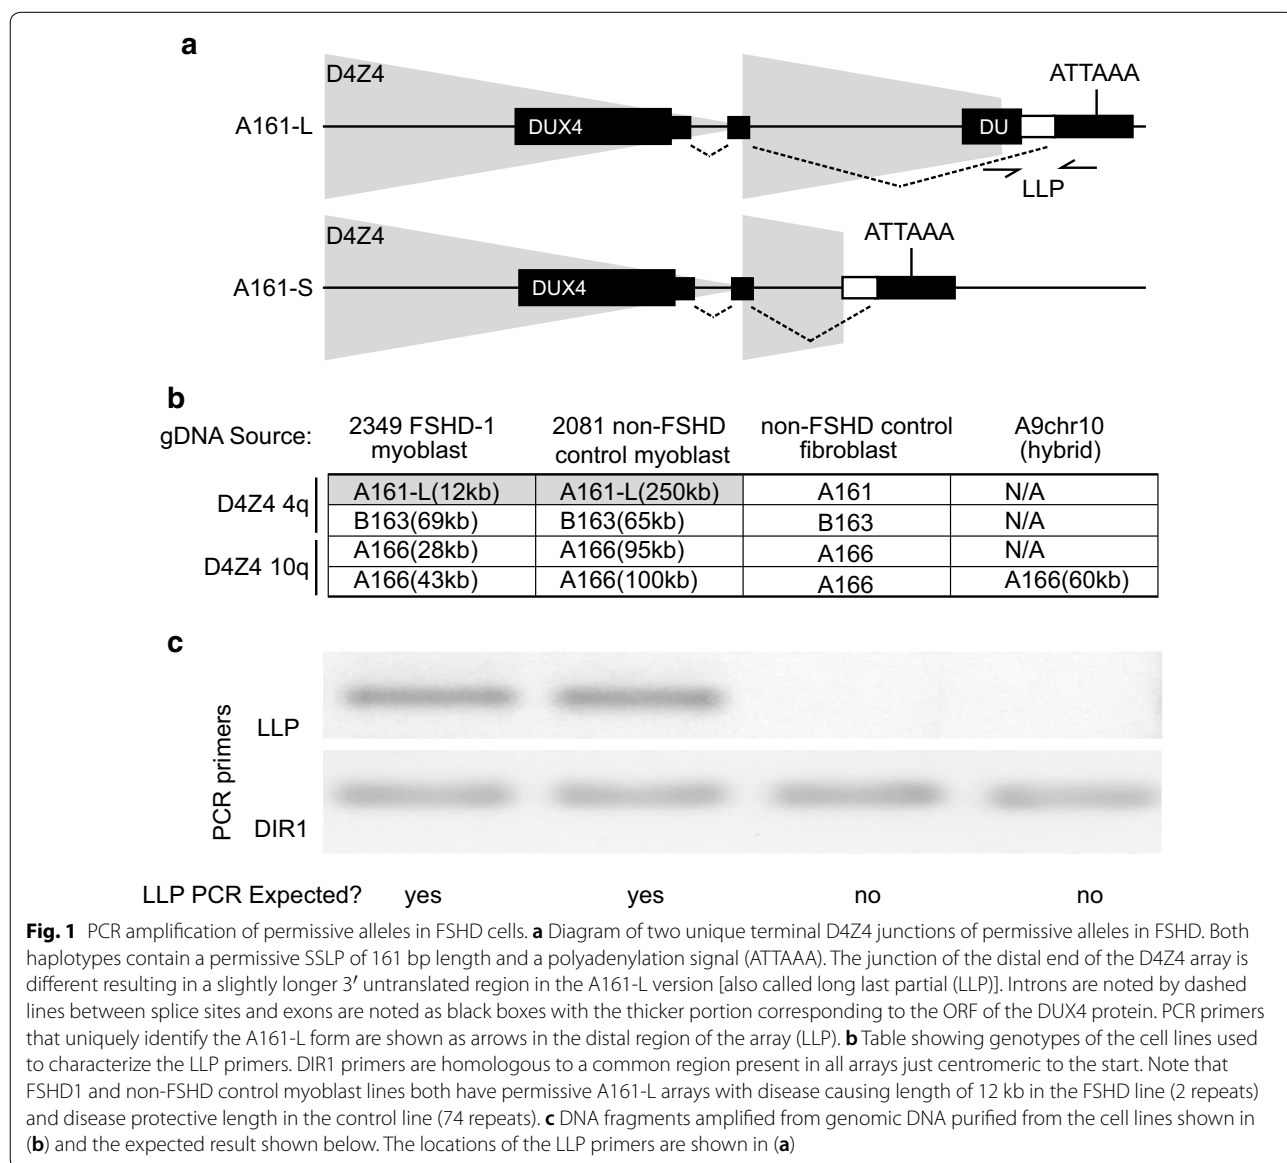 a
D4Z4
ATTAAA
A161-L
DUX4
DU
LLP
D4Z4
ATTAAA
A161-S
DUX4
b
gDNA Source:
2349 FSHD-1 myoblast
2081 non-FSHD control myoblast
non-FSHD control fibroblast
A9chr10 (hybrid)
D4Z4 4q
A161-L(12kb) A161-L(250kb) A161 N/A
B163(69kb) B163(65kb) B163 N/A
D4Z4 10q
A166(28kb) A166(95kb) A166 N/A
A166(43kb) A166(100kb) A166 A166(60kb)
c
PCR primers
LLP
DIR1
LLP PCR Expected? yes yes no no
Fig. 1 PCR amplification of permissive alleles in FSHD cells. a Diagram of two unique terminal D4Z4 junctions of permissive alleles in FSHD. Both
haplotypes contain a permissive SSLP of 161 bp length and a polyadenylation signal (ATTAAA). The junction of the distal end of the D4Z4 array is
different resulting in a slightly longer 3′ untranslated region in the A161-L version [also called long last partial (LLP)]. Introns are noted by dashed
lines between splice sites and exons are noted as black boxes with the thicker portion corresponding to the ORF of the DUX4 protein. PCR primers
that uniquely identify the A161-L form are shown as arrows in the distal region of the array (LLP). b Table showing genotypes of the cell lines used
to characterize the LLP primers. DIR1 primers are homologous to a common region present in all arrays just centromeric to the start. Note that
FSHD1 and non-FSHD control myoblast lines both have permissive A161-L arrays with disease causing length of 12 kb in the FSHD line (2 repeats)
and disease protective length in the control line (74 repeats). c DNA fragments amplified from genomic DNA purified from the cell lines shown in
(b) and the expected result shown below. The locations of the LLP primers are shown in (a)